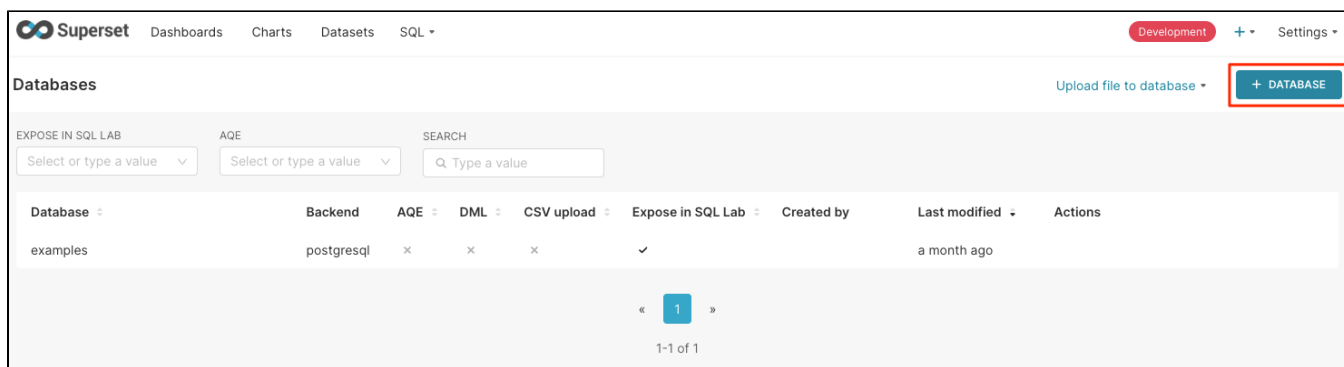 Superset Dashboards Charts Datasets SQL Development + Settings
Databases Upload file to database + DATABASE
EXPOSE IN SQL LAB AQE SEARCH
Select or type a value Select or type a value Type a value
Database Backend AQE DML CSV upload Expose in SQL Lab Created by Last modified Actions
examples postgresql × × × ✓ a month ago
« 1 »
1-1 of 1